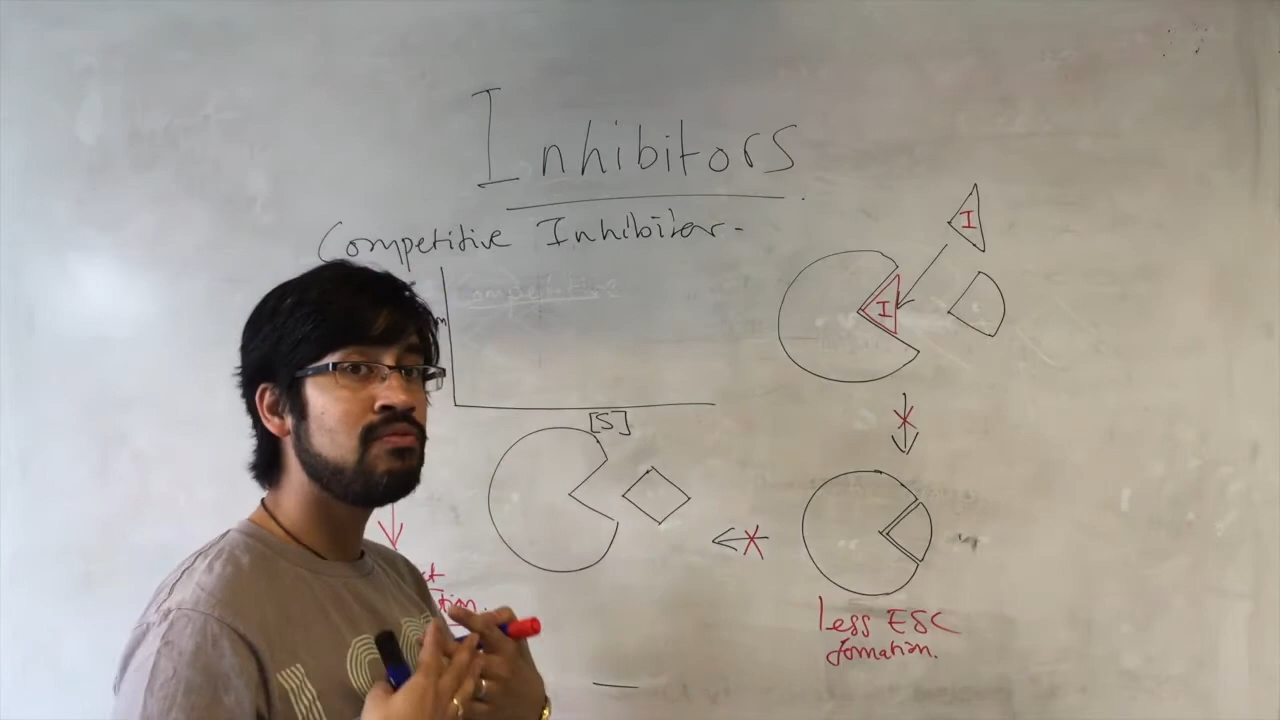 Inhibitors
Competitive Inhibitor.
I
I
[S]
less ESC
formation.